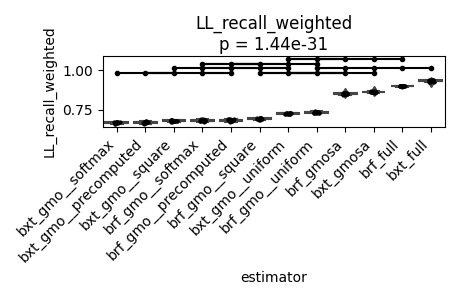 LL_recall_weighted
p = 1.44e-31
LL_recall_weighted
1.00
0.75
bxt_gmo__softmax
bxt_gmo__precomputed
bxt_gmo__square
brf_gmo__softmax
brf_gmo__precomputed
brf_gmo__square
bxt_gmo__uniform
brf_gmo__uniform
brf_gmosa
bxt_gmosa
brf_full
bxt_full
estimator